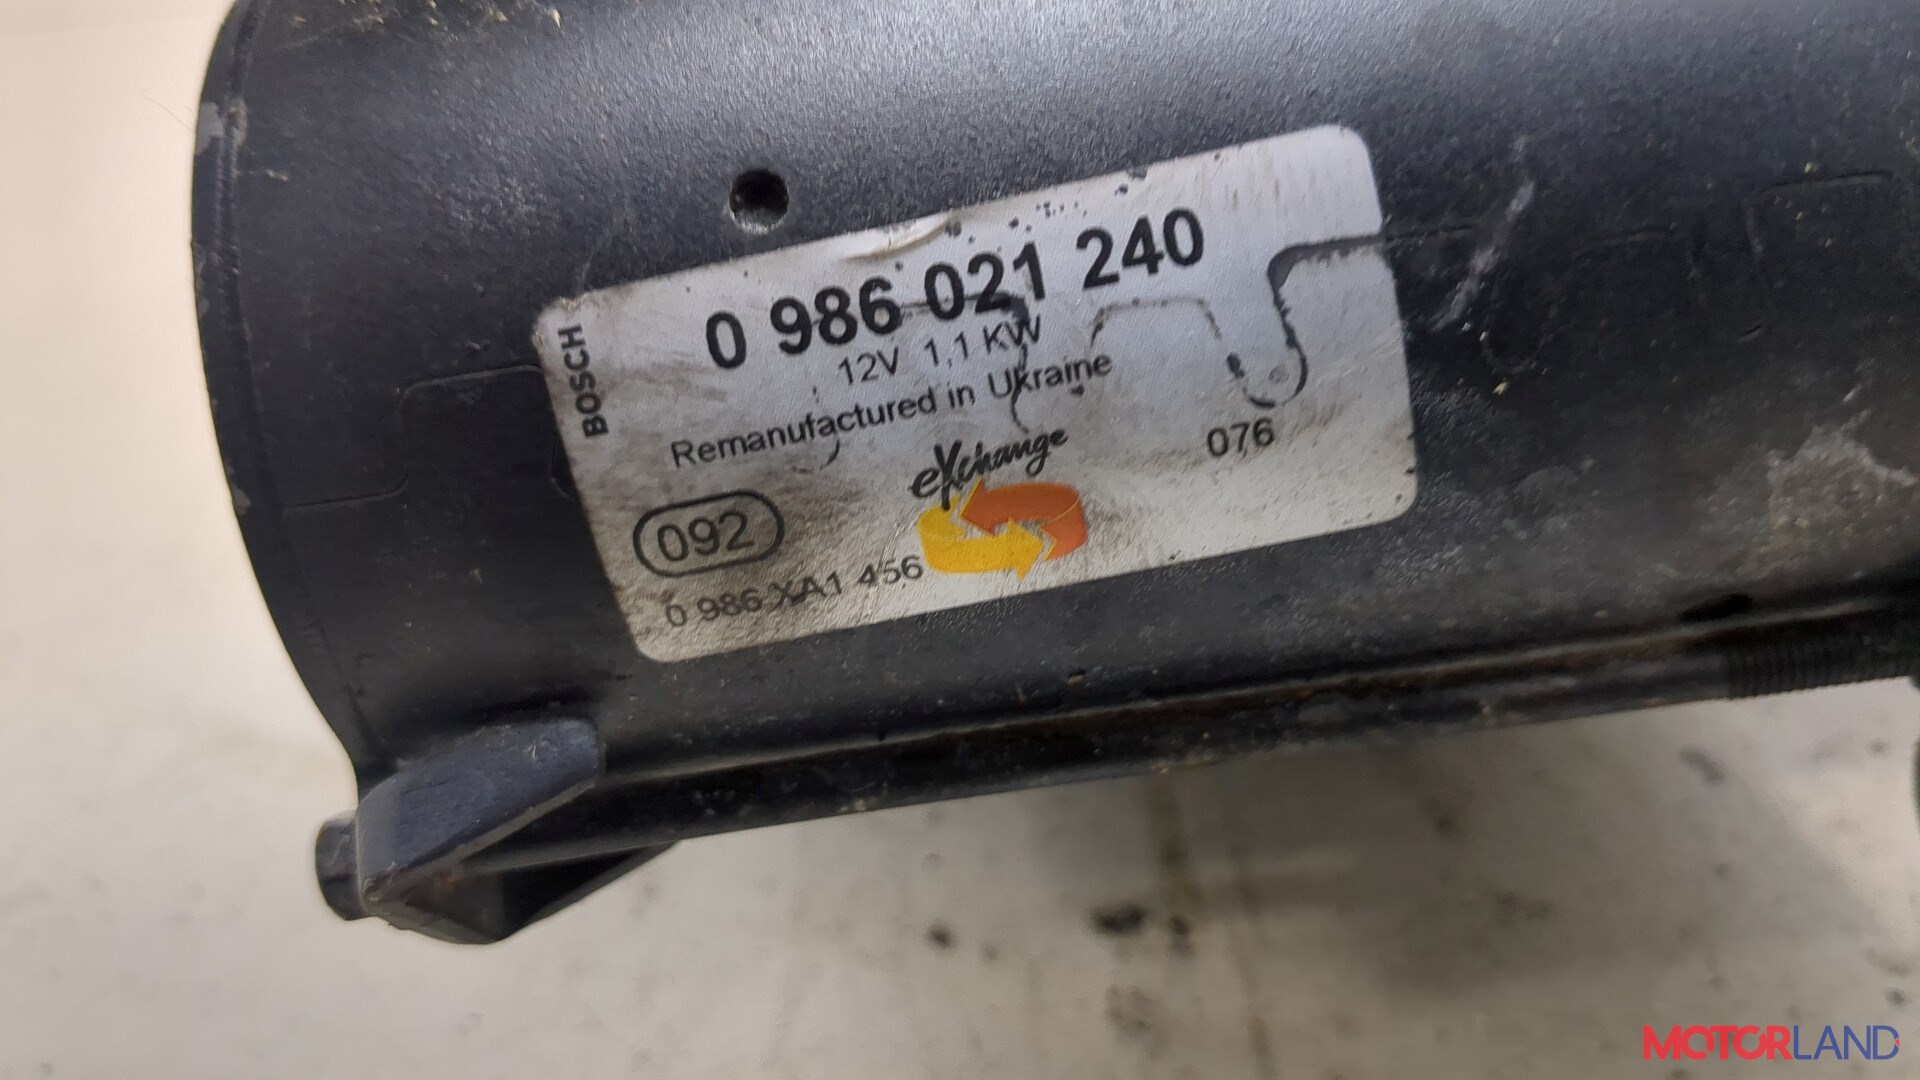 BOSCH
0 986 021 240
12V 1,1 KW
Remanufactured in Ukraine
eXchange
076
092
0 986 XA1 456
MOTORLAND